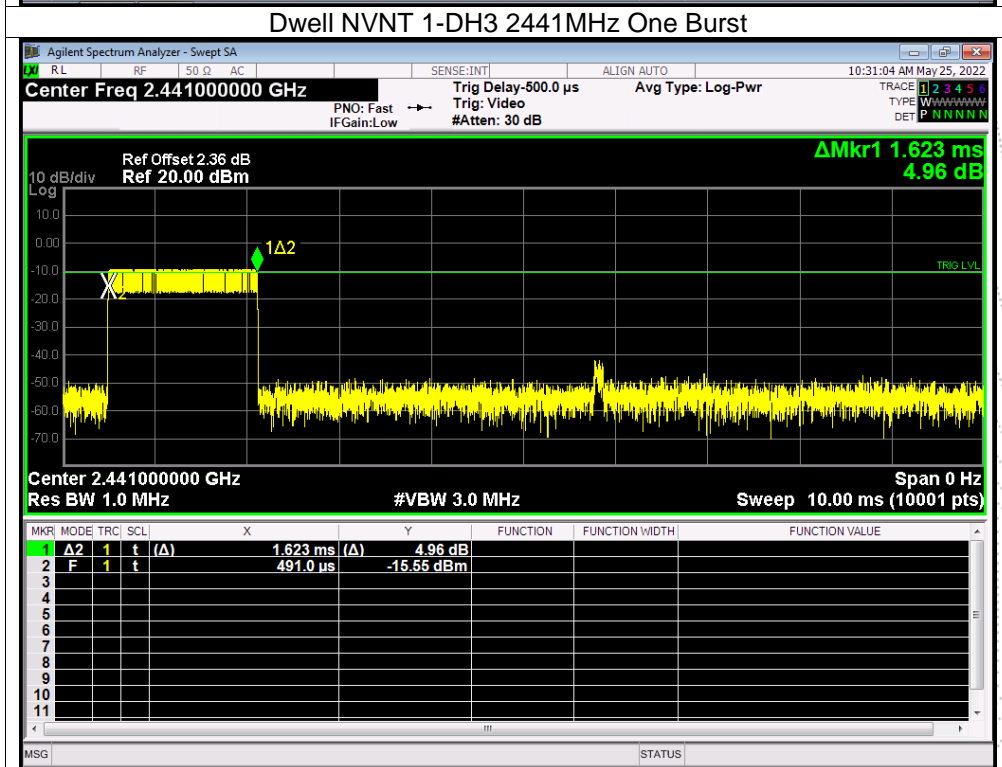 Dwell NVNT 1-DH3 2441MHz One Burst
Agilent Spectrum Analyzer - Swept SA
LXI RL RF 50 Ω AC SENSE:INT ALIGN AUTO 10:31:04 AM May 25, 2022
Center Freq 2.441000000 GHz Trig Delay-500.0 µs Avg Type: Log-Pwr TRACE 1 2 3 4 5 6
PNO: Fast Trig: Video TYPE WWWWWW
IFGain:Low #Atten: 30 dB DET P N N N N N
ΔMkr1 1.623 ms
Ref Offset 2.36 dB
10 dB/div Ref 20.00 dBm 4.96 dB
Log
10.0
0.00
1Δ2
-10.0
TRIG LVL
2
-20.0
-30.0
-40.0
-50.0
-60.0
-70.0
Center 2.441000000 GHz Span 0 Hz
Res BW 1.0 MHz #VBW 3.0 MHz Sweep 10.00 ms (10001 pts)
MKR MODE TRC SCL X Y FUNCTION FUNCTION WIDTH FUNCTION VALUE
1 Δ2 1 t (Δ) 1.623 ms (Δ) 4.96 dB
2 F 1 t 491.0 µs -15.55 dBm
3
4
5
6
7
8
9
10
11
MSG STATUS